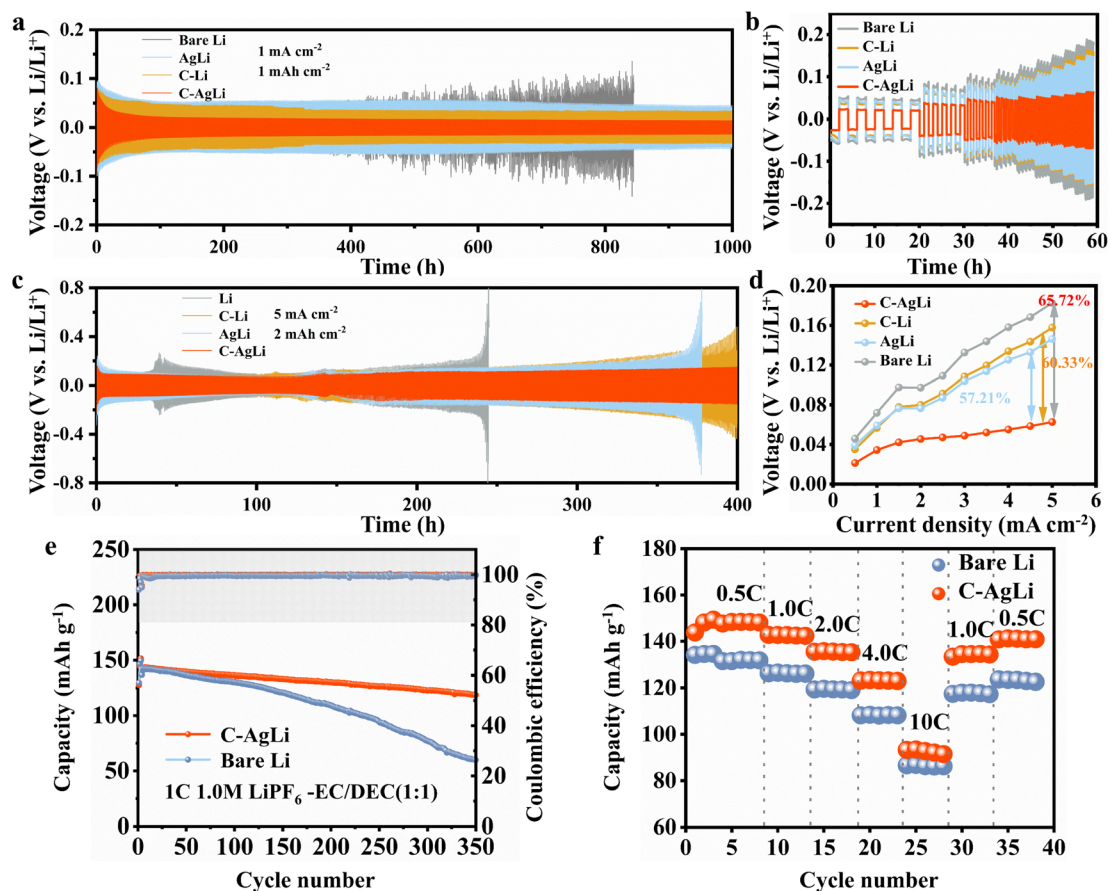 a
Voltage (V vs. Li/Li⁺)
0.2
0.1
0.0
-0.1
-0.2
Bare Li
AgLi
C-Li
C-AgLi
1 mA cm⁻²
1 mAh cm⁻²
0
200
400
600
800
1000
Time (h)
b
Voltage (V vs. Li/Li⁺)
0.2
0.1
0.0
-0.1
-0.2
Bare Li
C-Li
AgLi
C-AgLi
0
10
20
30
40
50
60
Time (h)
c
Voltage (V vs. Li/Li⁺)
0.8
0.4
0.0
-0.4
-0.8
Li
C-Li
AgLi
C-AgLi
5 mA cm⁻²
2 mAh cm⁻²
0
100
200
300
400
Time (h)
d
Voltage (V vs. Li/Li⁺)
0.20
0.16
0.12
0.08
0.04
0.00
C-AgLi
C-Li
AgLi
Bare Li
65.72%
60.33%
57.21%
0
1
2
3
4
5
Current density (mA cm⁻²)
e
Capacity (mAh g⁻¹)
250
225
200
175
150
125
100
75
50
25
0
C-AgLi
Bare Li
1C 1.0M LiPF₆ -EC/DEC(1:1)
100
80
60
40
20
0
Coulombic efficiency (%)
0
50
100
150
200
250
300
350
Cycle number
f
Capacity (mAh g⁻¹)
180
160
140
120
100
80
60
Bare Li
C-AgLi
0.5C
1.0C
2.0C
4.0C
10C
1.0C
0.5C
0
5
10
15
20
25
30
35
40
Cycle number